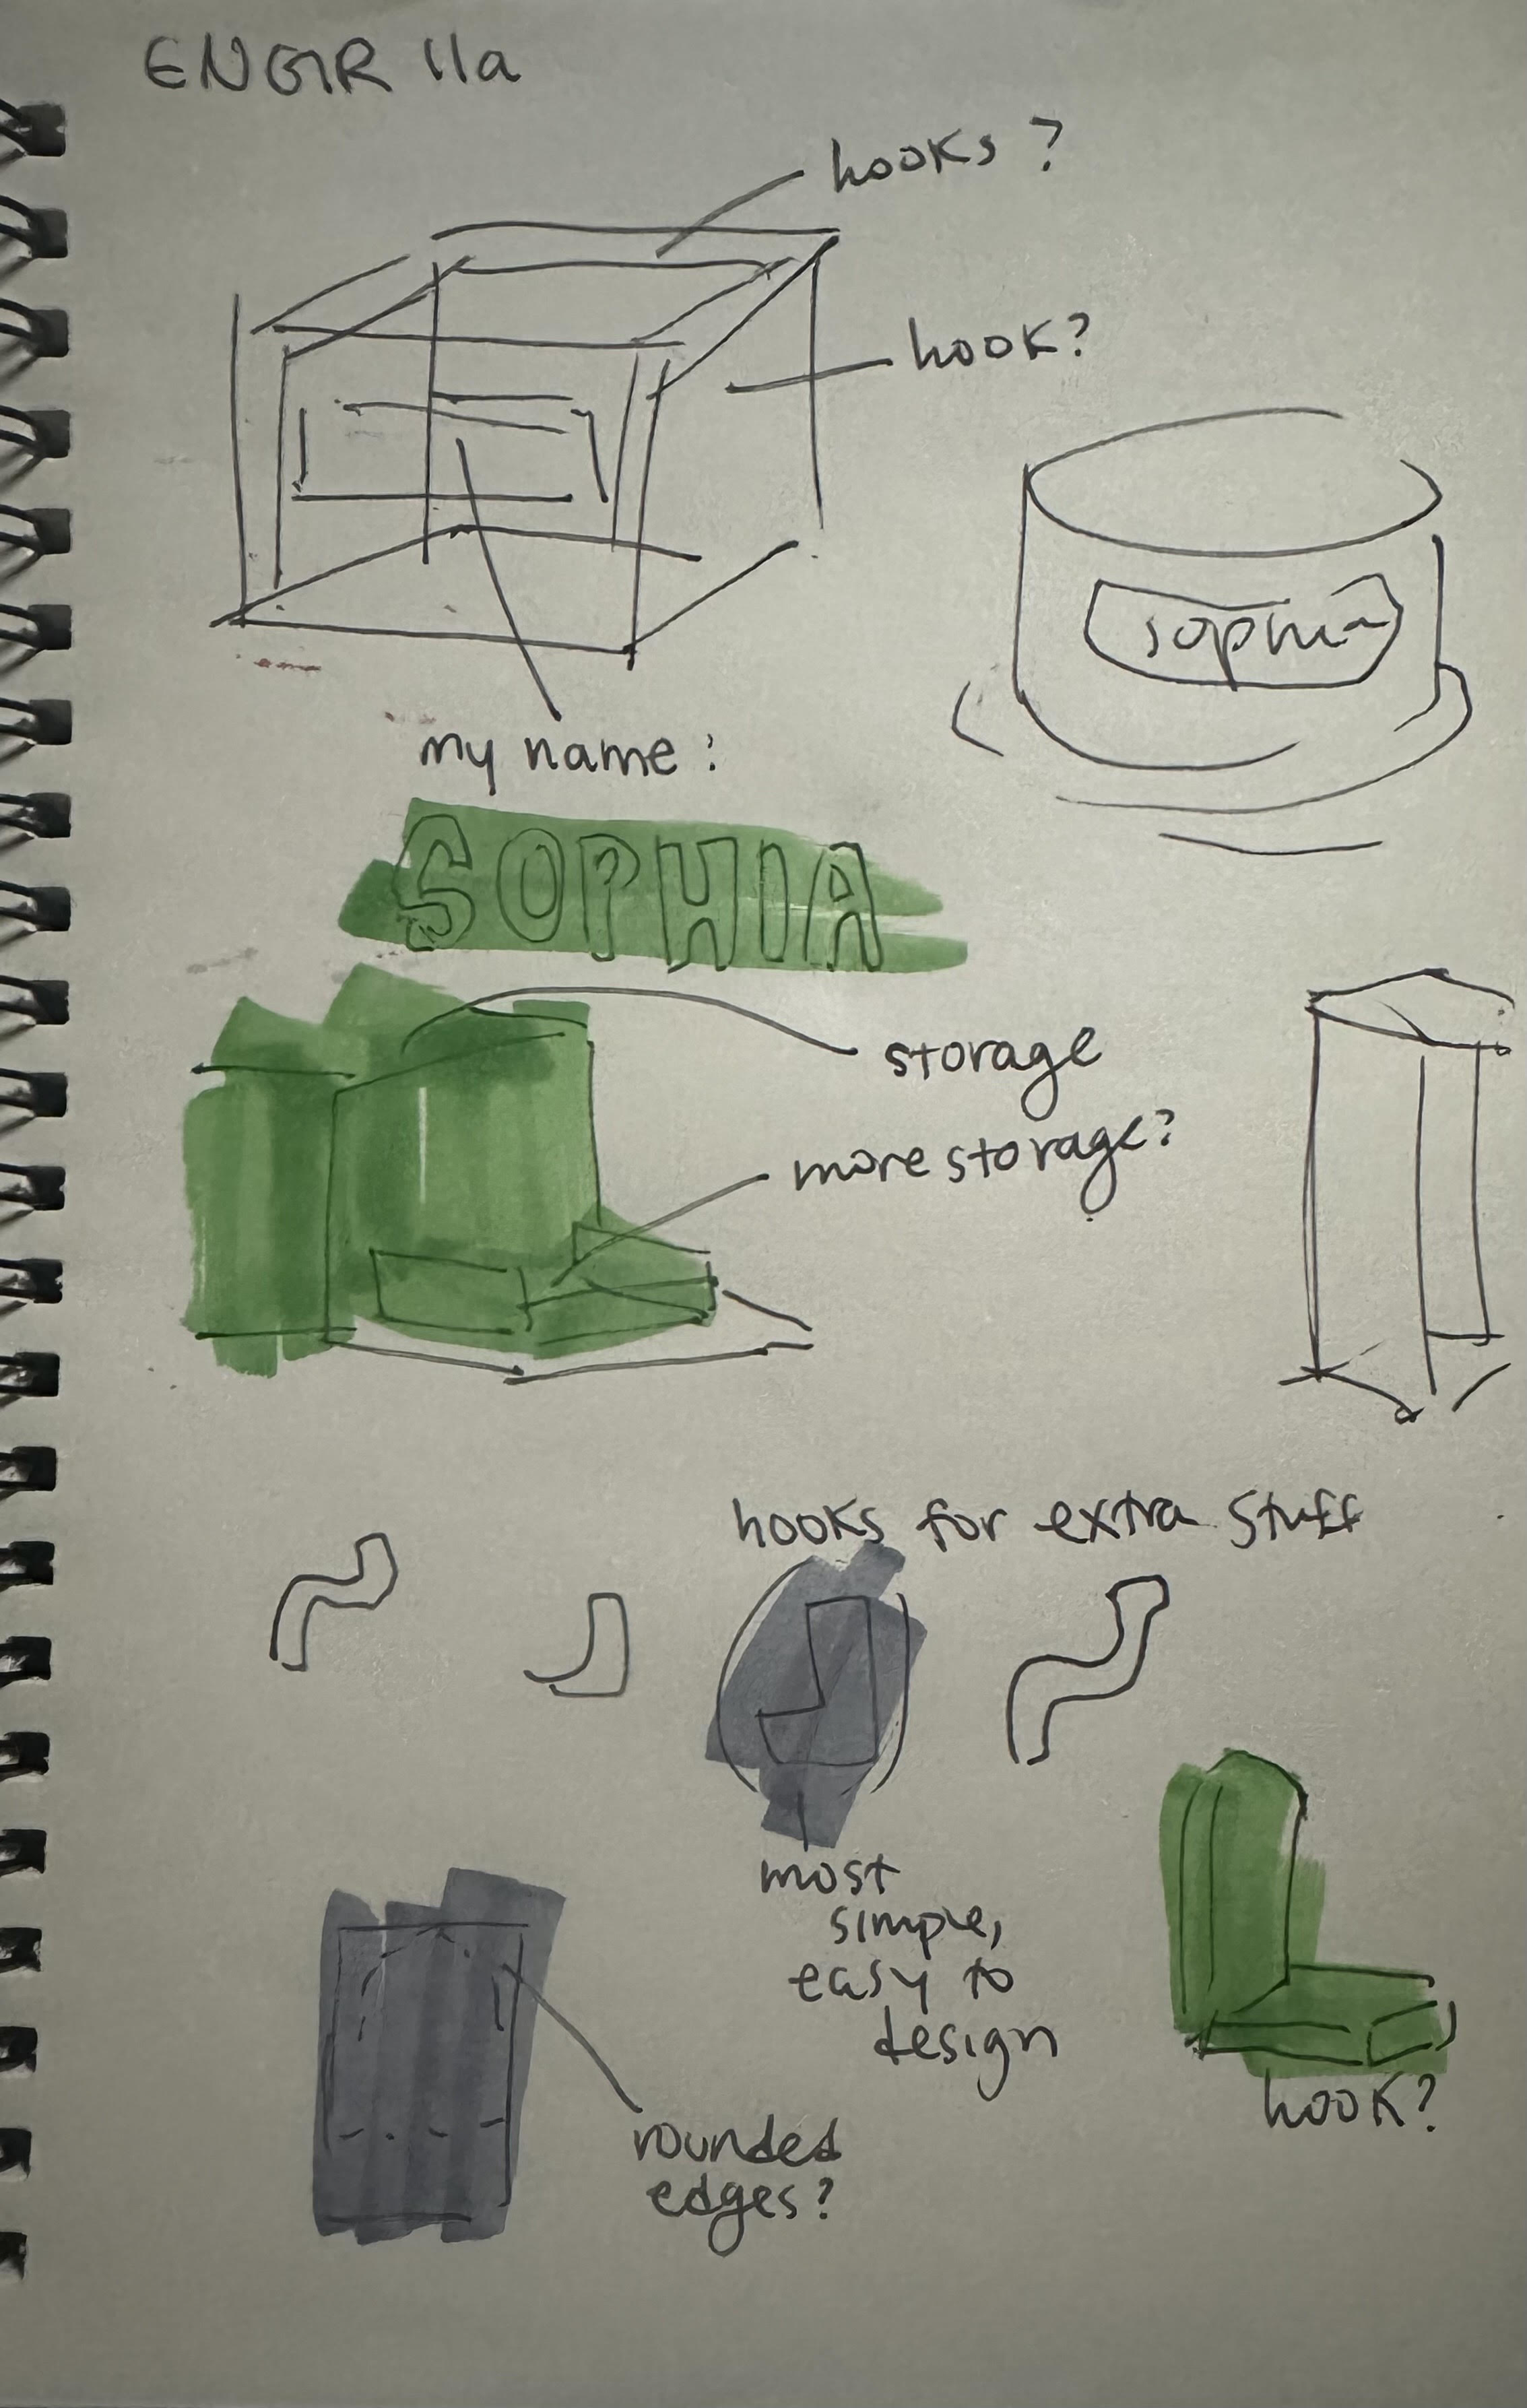 ENGR 11a
hooks?
hook?
sophia
my name:
SOPHIA
storage
more storage?
hooks for extra stuff
most
simple,
easy to
design
hook?
rounded
edges?